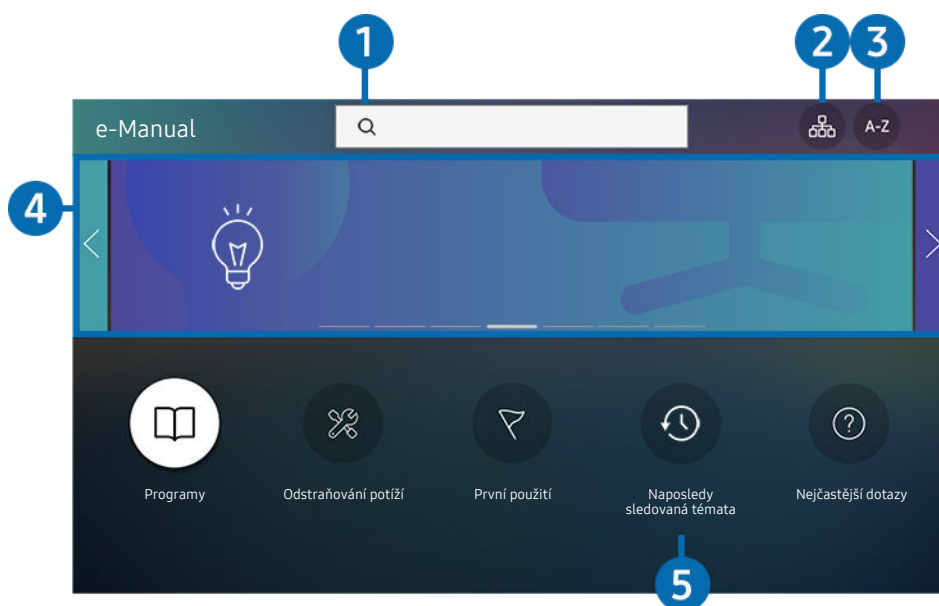 1
2
3
e-Manual
A-Z
4
?
Programy
Odstraňování potíží
První použití
Naposledy
sledovaná témata
Nejčastější dotazy
5